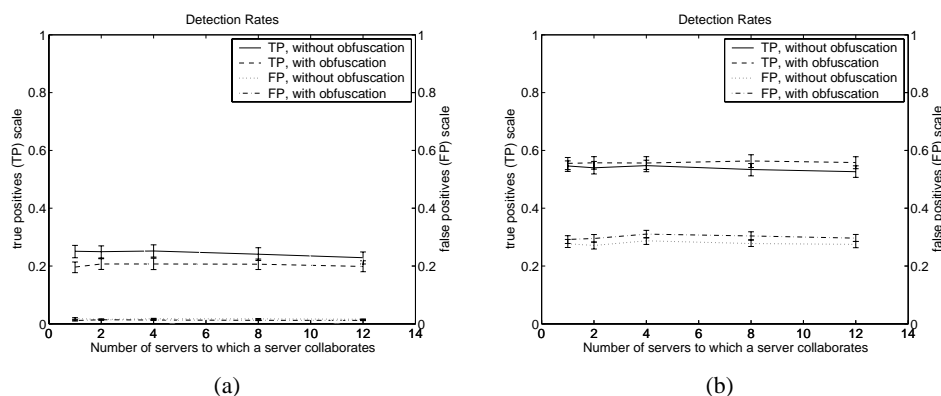 Detection Rates
1
0.8
0.6
0.4
0.2
0
true positives (TP) scale
TP, without obfuscation
TP, with obfuscation
FP, without obfuscation
FP, with obfuscation
1
0.8
0.6
0.4
0.2
0
false positives (FP) scale
0 2 4 6 8 10 12 14
Number of servers to which a server collaborates
(a)
Detection Rates
1
0.8
0.6
0.4
0.2
0
true positives (TP) scale
TP, without obfuscation
TP, with obfuscation
FP, without obfuscation
FP, with obfuscation
1
0.8
0.6
0.4
0.2
0
false positives (FP) scale
0 2 4 6 8 10 12 14
Number of servers to which a server collaborates
(b)